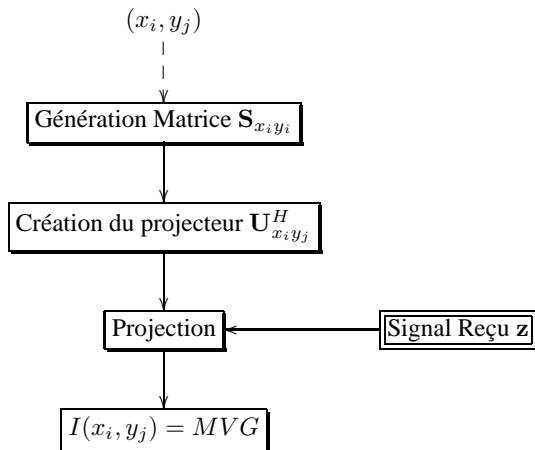 (x_i, y_j)
Génération Matrice S_{x_i y_i}
Création du projecteur U^H_{x_i y_j}
Projection
Signal Reçu z
I(x_i, y_j) = MVG